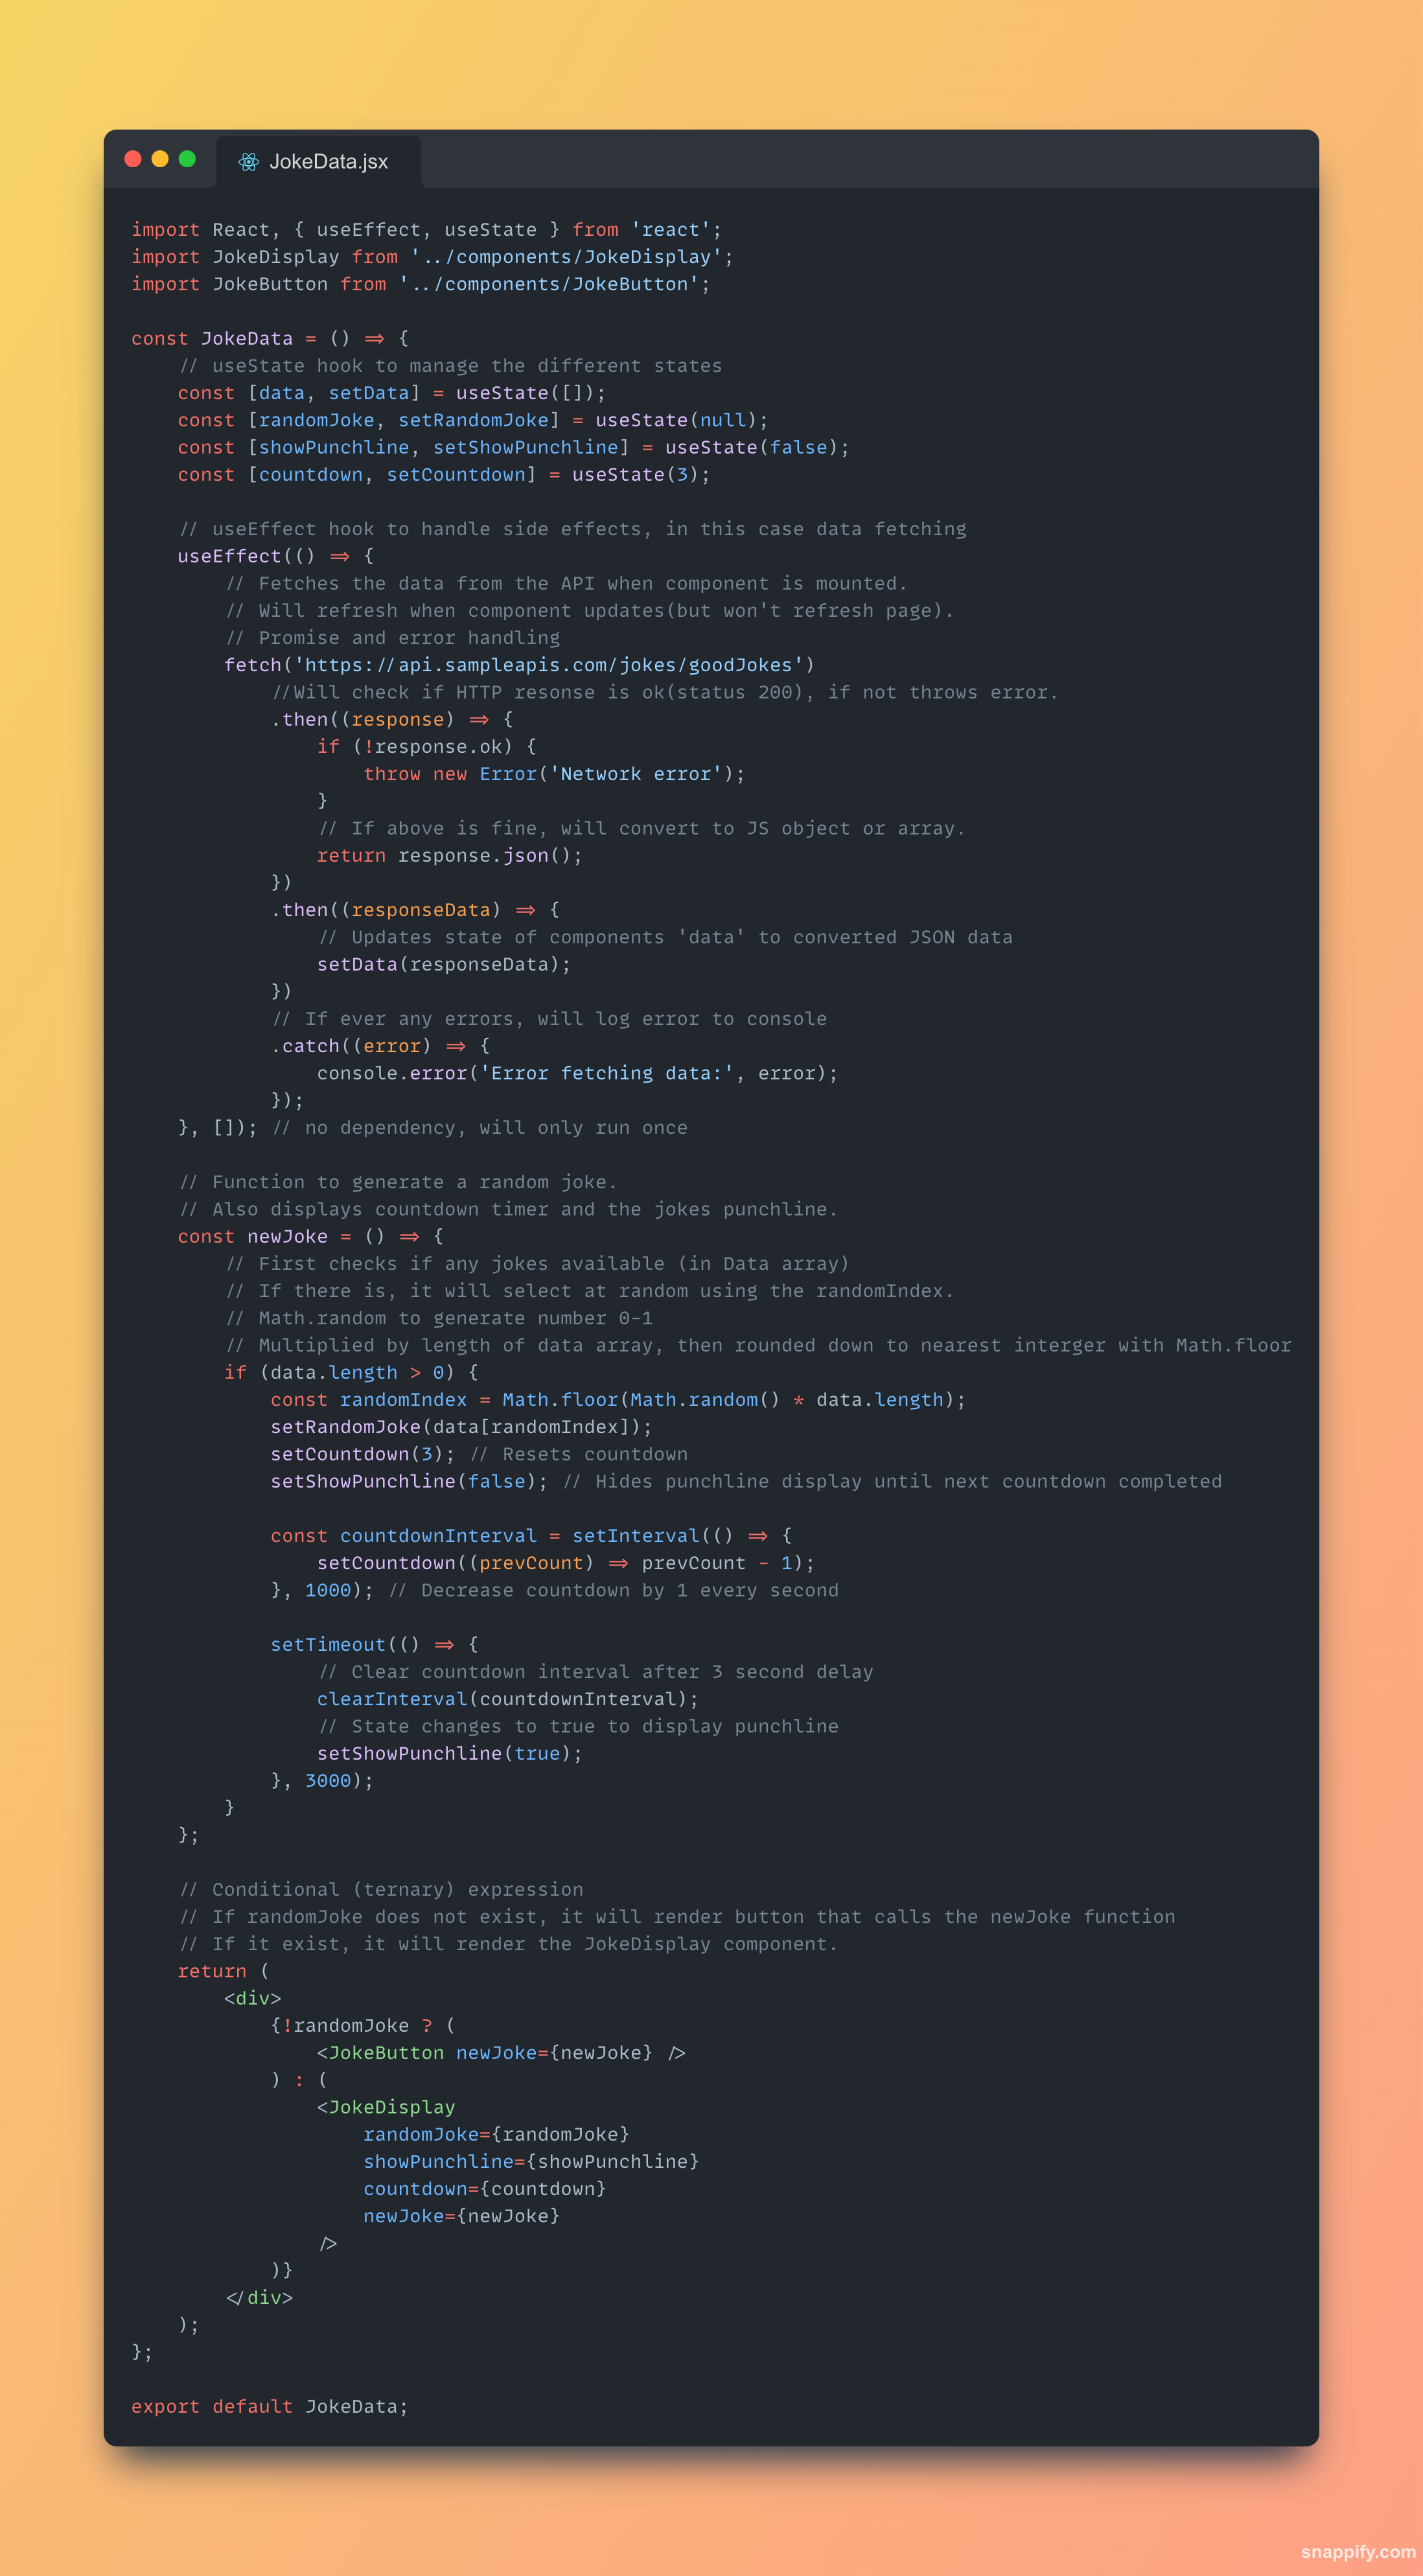 JokeData.jsx
import React, { useEffect, useState } from 'react';
import JokeDisplay from '../components/JokeDisplay';
import JokeButton from '../components/JokeButton';

const JokeData = () => {
    // useState hook to manage the different states
    const [data, setData] = useState([]);
    const [randomJoke, setRandomJoke] = useState(null);
    const [showPunchline, setShowPunchline] = useState(false);
    const [countdown, setCountdown] = useState(3);

    // useEffect hook to handle side effects, in this case data fetching
    useEffect(() => {
        // Fetches the data from the API when component is mounted.
        // Will refresh when component updates(but won't refresh page).
        // Promise and error handling
        fetch('https://api.sampleapis.com/jokes/goodJokes')
            //Will check if HTTP resonse is ok(status 200), if not throws error.
            .then((response) => {
                if (!response.ok) {
                    throw new Error('Network error');
                }
                // If above is fine, will convert to JS object or array.
                return response.json();
            })
            .then((responseData) => {
                // Updates state of components 'data' to converted JSON data
                setData(responseData);
            })
            // If ever any errors, will log error to console
            .catch((error) => {
                console.error('Error fetching data:', error);
            });
    }, []); // no dependency, will only run once

    // Function to generate a random joke.
    // Also displays countdown timer and the jokes punchline.
    const newJoke = () => {
        // First checks if any jokes available (in Data array)
        // If there is, it will select at random using the randomIndex.
        // Math.random to generate number 0-1
        // Multiplied by length of data array, then rounded down to nearest interger with Math.floor
        if (data.length > 0) {
            const randomIndex = Math.floor(Math.random() * data.length);
            setRandomJoke(data[randomIndex]);
            setCountdown(3); // Resets countdown
            setShowPunchline(false); // Hides punchline display until next countdown completed

            const countdownInterval = setInterval(() => {
                setCountdown((prevCount) => prevCount - 1);
            }, 1000); // Decrease countdown by 1 every second

            setTimeout(() => {
                // Clear countdown interval after 3 second delay
                clearInterval(countdownInterval);
                // State changes to true to display punchline
                setShowPunchline(true);
            }, 3000);
        }
    };

    // Conditional (ternary) expression
    // If randomJoke does not exist, it will render button that calls the newJoke function
    // If it exist, it will render the JokeDisplay component.
    return (
        <div>
            {!randomJoke ? (
                <JokeButton newJoke={newJoke} />
            ) : (
                <JokeDisplay
                    randomJoke={randomJoke}
                    showPunchline={showPunchline}
                    countdown={countdown}
                    newJoke={newJoke}
                />
            )}
        </div>
    );
};

export default JokeData;
snappify.com